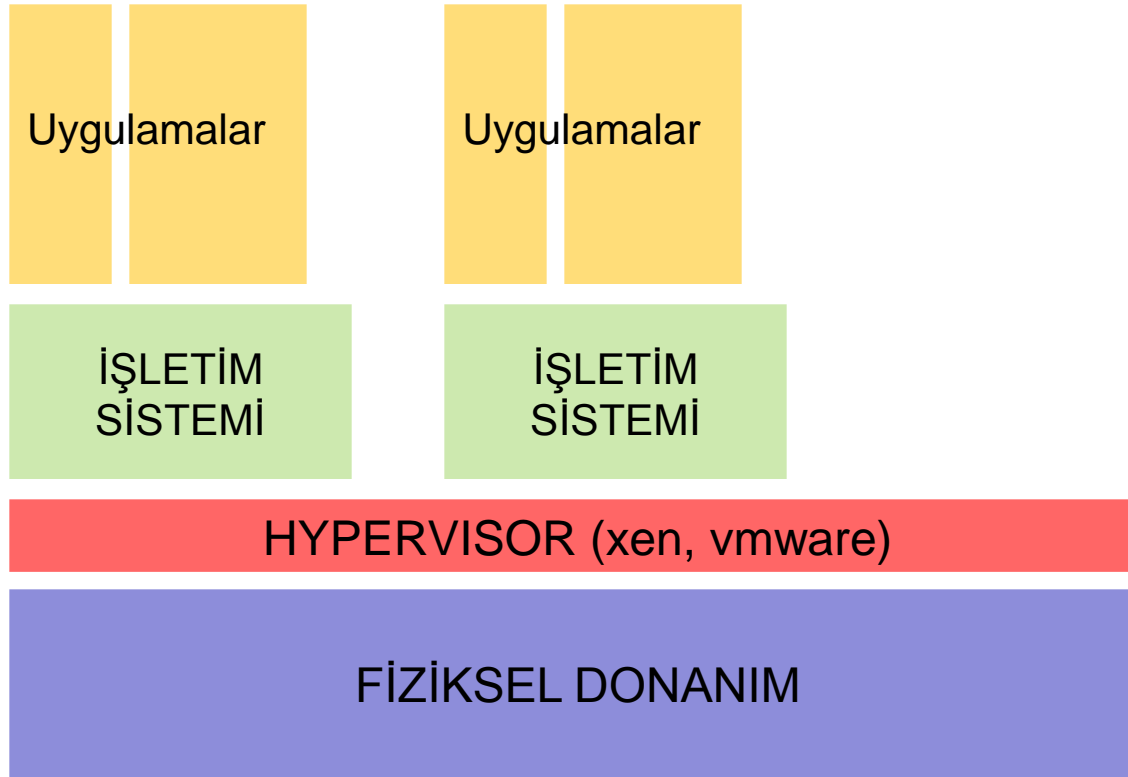 Uygulamalar
Uygulamalar
İŞLETİM
SİSTEMİ
İŞLETİM
SİSTEMİ
HYPERVISOR (xen, vmware)
FİZİKSEL DONANIM